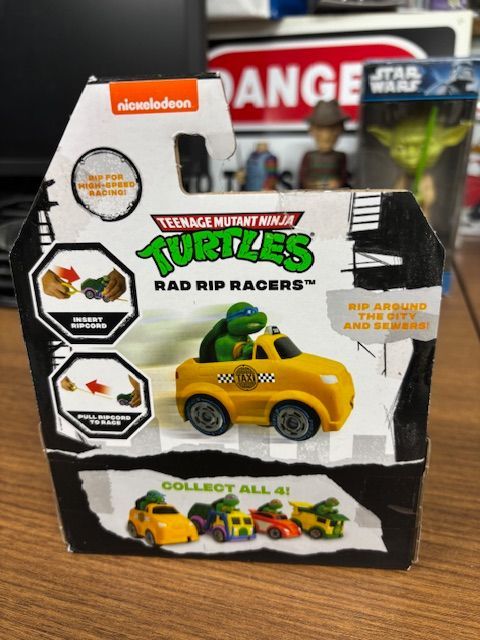 nickelodeon
DANGE
STAR
WARS
RIP FOR
HIGH-SPEED
RACING!
TEENAGE MUTANT NINJA
TURTLES®
RAD RIP RACERS™
INSERT
RIPCORD
RIP AROUND
THE CITY
AND SEWERS!
TAXI
PULL RIPCORD
TO RACE
COLLECT ALL 4!